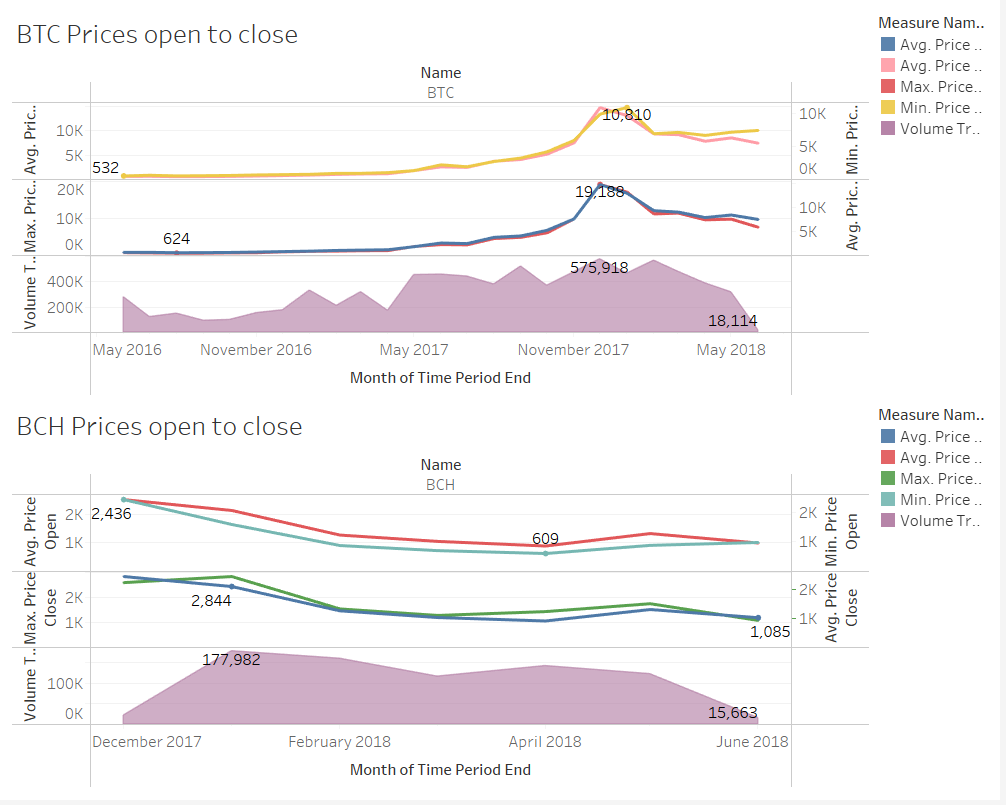 BTC Prices open to close
Name
BTC
Avg. Pric..
10K
5K
532
10,810
10K
5K
0K
Min. Price..
Max. Pric..
20K
10K
0K
624
19,188
10K
5K
Avg. Price..
Volume T..
400K
200K
575,918
18,114
May 2016
November 2016
May 2017
November 2017
May 2018
Month of Time Period End
Measure Nam..
Avg. Price ..
Avg. Price ..
Max. Price..
Min. Price ..
Volume Tr..
BCH Prices open to close
Name
BCH
Avg. Price
Open
2K
1K
2,436
609
2K
1K
Min. Price
Open
Max. Price
Close
2K
1K
2,844
1,085
2K
1K
Avg. Price
Close
Volume T..
100K
0K
177,982
15,663
December 2017
February 2018
April 2018
June 2018
Month of Time Period End
Measure Nam..
Avg. Price ..
Avg. Price ..
Max. Price..
Min. Price ..
Volume Tr..